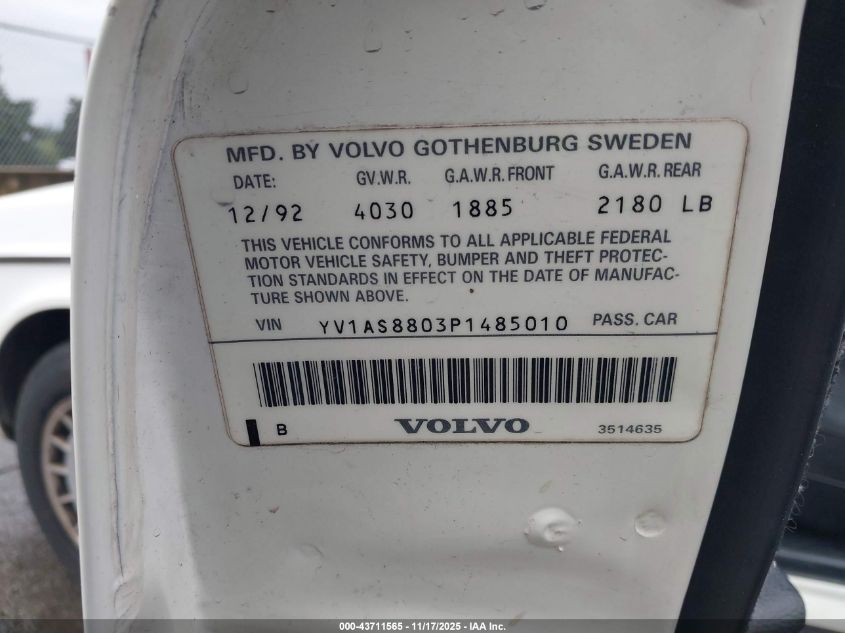 MFD. BY VOLVO GOTHENBURG SWEDEN
DATE: GV.W.R. G.A.W.R. FRONT G.A.W.R. REAR
12/92 4030 1885 2180 LB
THIS VEHICLE CONFORMS TO ALL APPLICABLE FEDERAL
MOTOR VEHICLE SAFETY, BUMPER AND THEFT PROTEC-
TION STANDARDS IN EFFECT ON THE DATE OF MANUFAC-
TURE SHOWN ABOVE.
VIN YV1AS8803P1485010 PASS. CAR
B VOLVO 3514635
000-43711565 - 11/17/2025 - IAA Inc.